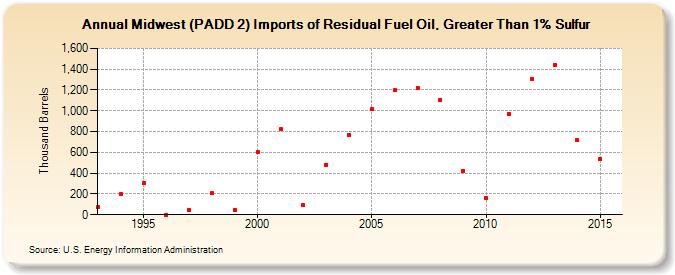 Annual Midwest (PADD 2) Imports of Residual Fuel Oil, Greater Than 1% Sulfur
Thousand Barrels
1,600
1,400
1,200
1,000
800
600
400
200
0
1995 2000 2005 2010 2015
Source: U.S. Energy Information Administration